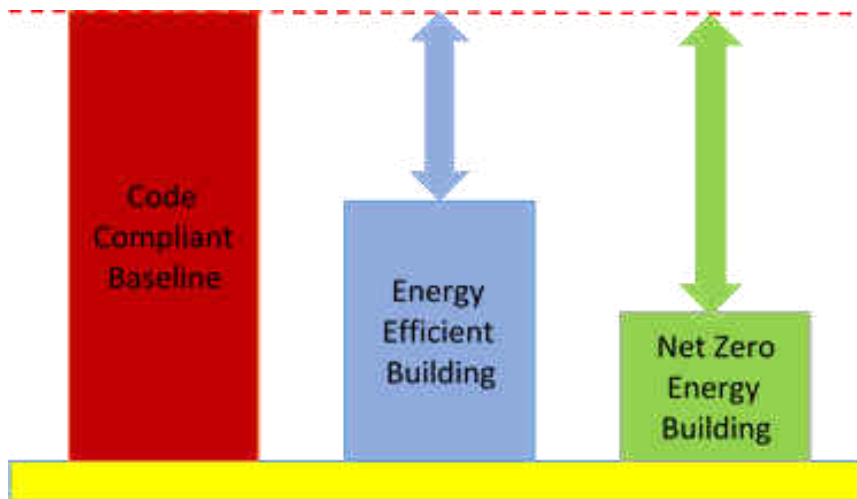 Code
Compliant
Baseline
Energy
Efficient
Building
Net Zero
Energy
Building